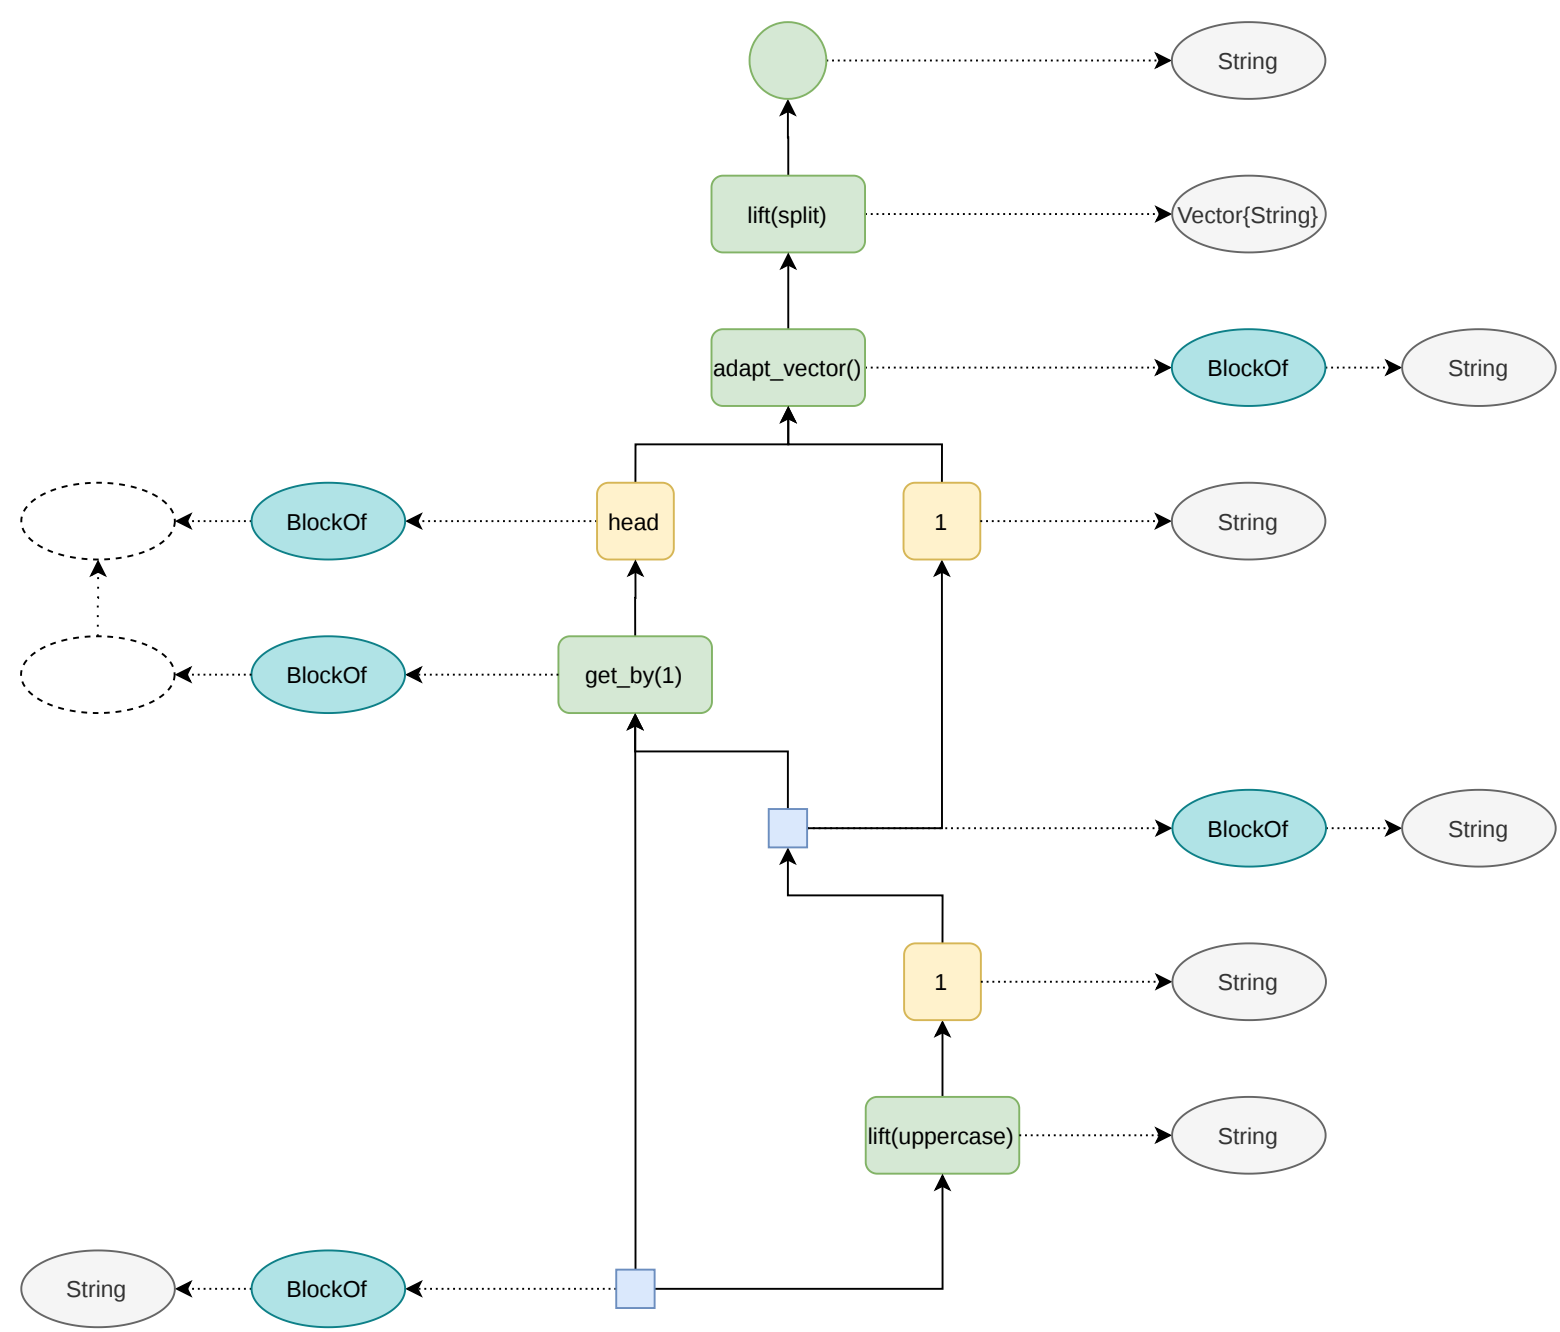 String
lift(split)
Vector{String}
adapt_vector()
BlockOf
String
BlockOf
head
1
String
BlockOf
get_by(1)
BlockOf
String
1
String
lift(uppercase)
String
String
BlockOf